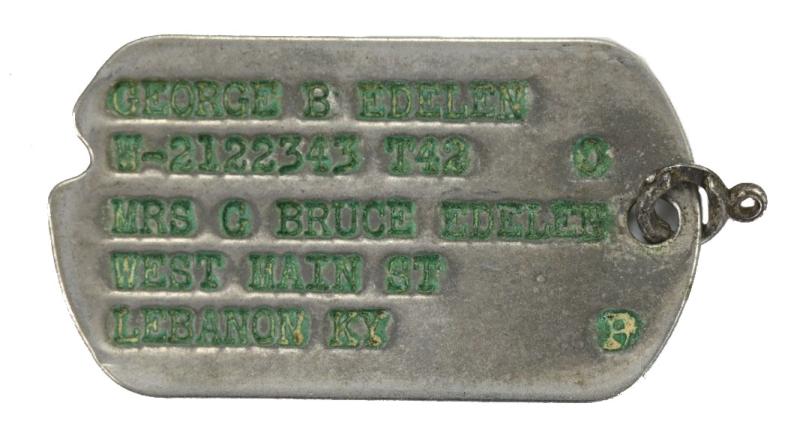 GEORGE B EDELEN
W-2122343 T42 O
MRS G BRUCE EDELEN
WEST MAIN ST
LEBANON KY P